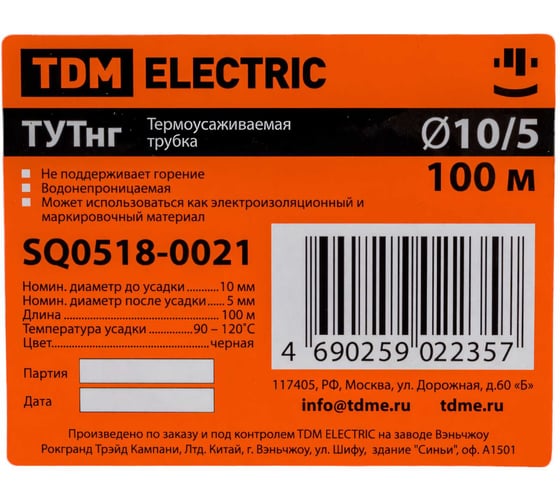 TDM ELECTRIC
ТУТнг Термоусаживаемая трубка Ø10/5
100 м
Не поддерживает горение
Водонепроницаемая
Может использоваться как электроизоляционный и
маркировочный материал
SQ0518-0021
Номин. диаметр до усадки...........10 мм
Номин. диаметр после усадки......5 мм
Длина.............................................100 м
Температура усадки................90 – 120˚С
Цвет...............................................черная
Партия
Дата
4 690259 022357
117405, РФ, Москва, ул. Дорожная, д.60 «Б»
info@tdme.ru tdme.ru
Произведено по заказу и под контролем TDM ELECTRIC на заводе Вэньчжоу
Рокгранд Трэйд Кампани, Лтд. Китай, г. Вэньчжоу, ул. Шифу, здание "Синьи", оф. А1501